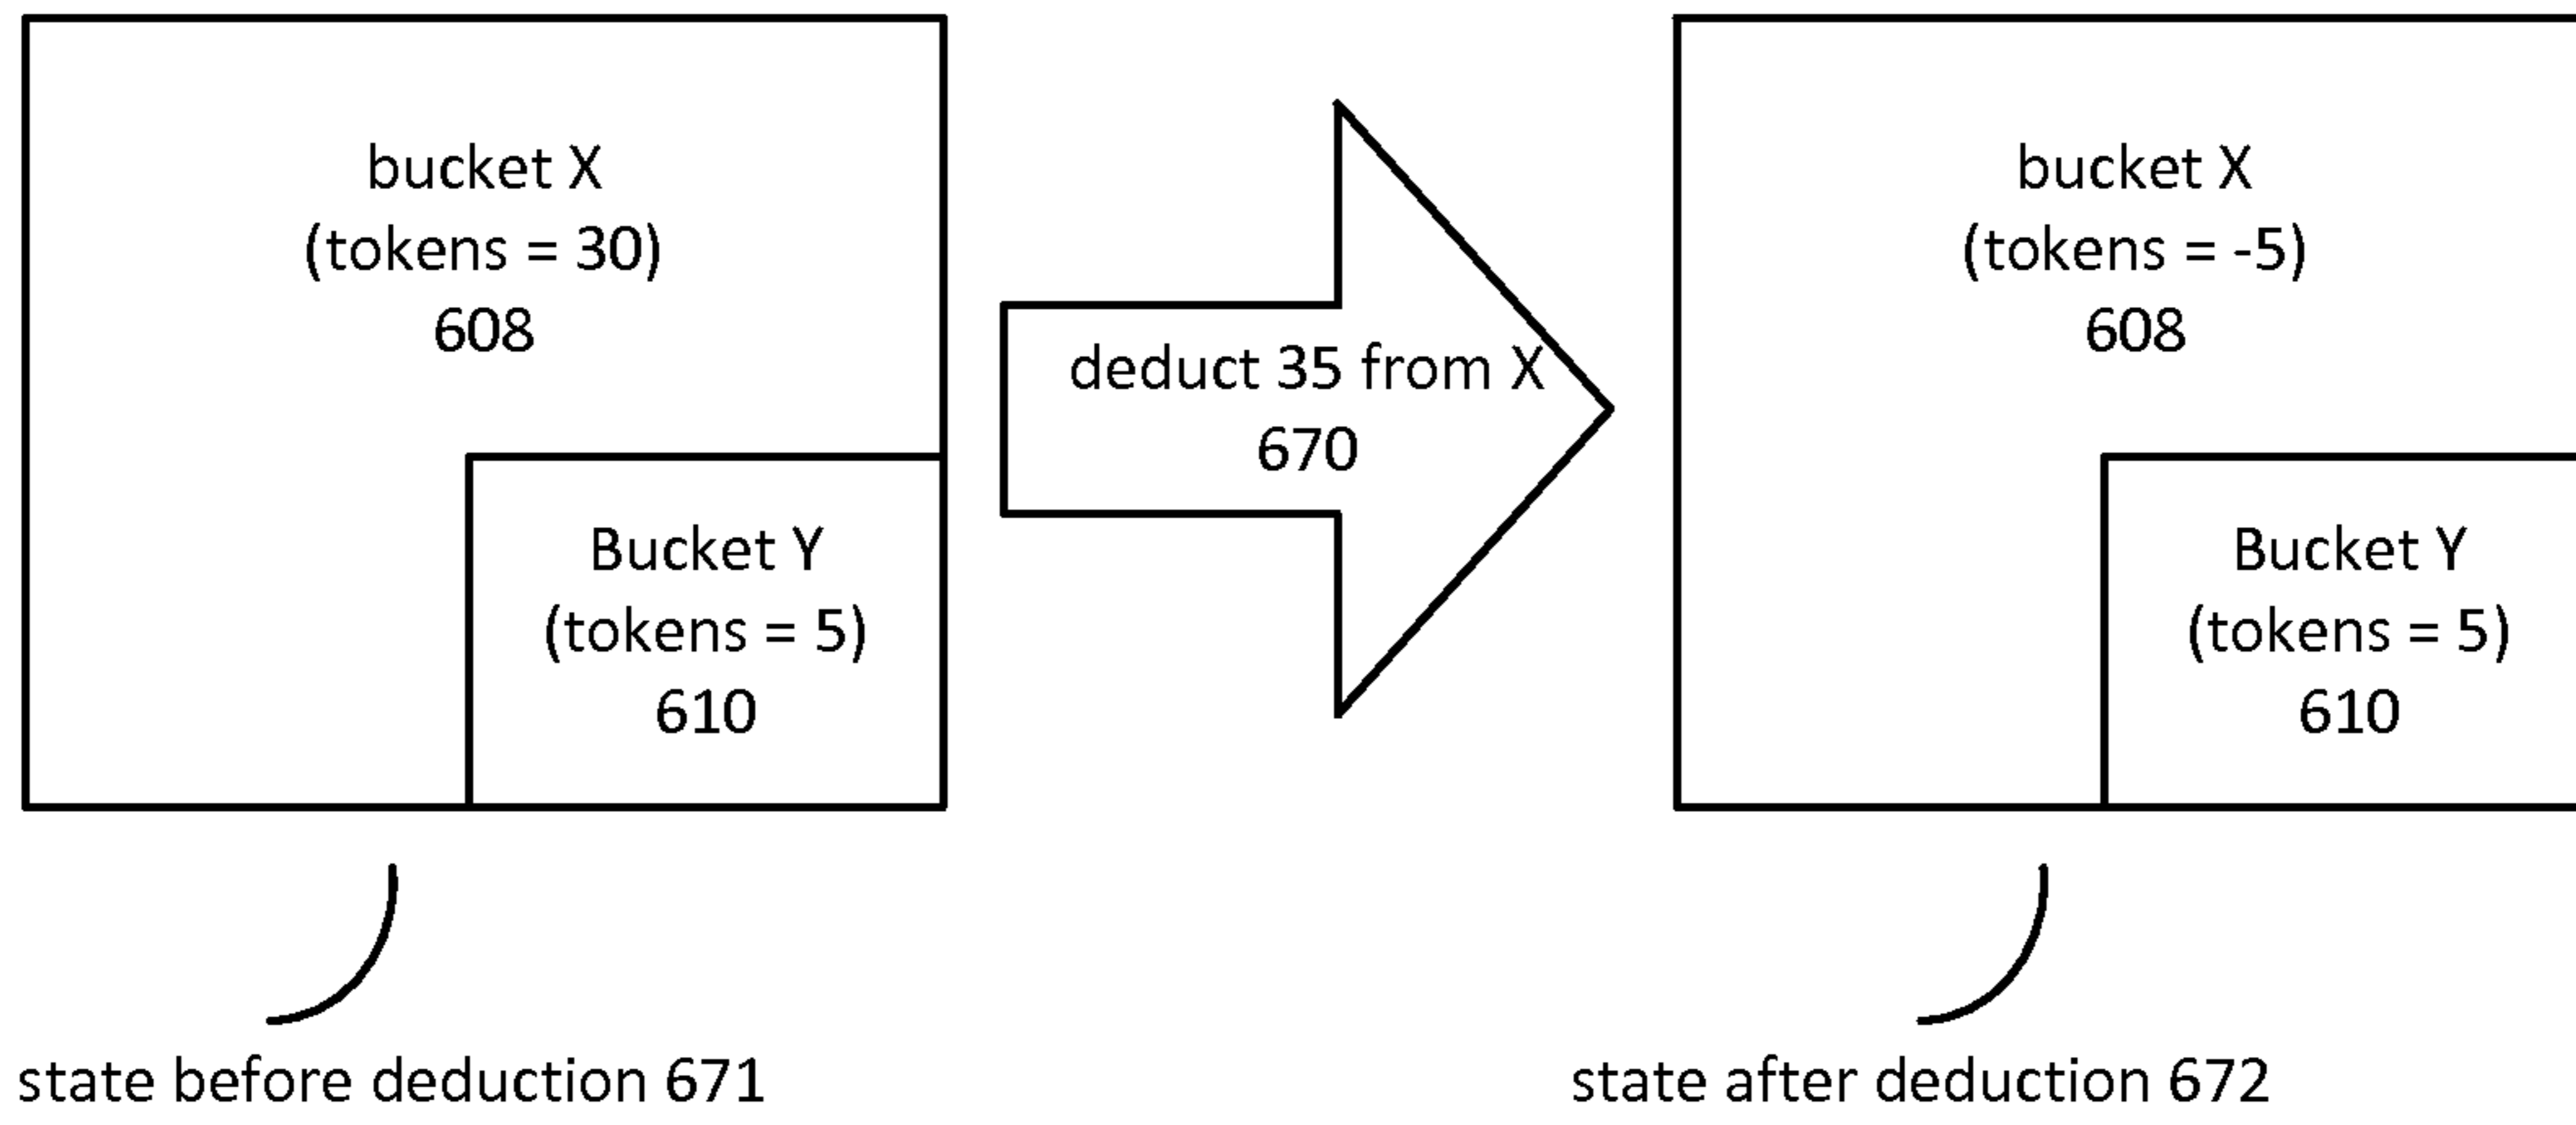 bucket X
(tokens = 30)
608
Bucket Y
(tokens = 5)
610
state before deduction 671
deduct 35 from X
670
bucket X
(tokens = -5)
608
Bucket Y
(tokens = 5)
610
state after deduction 672